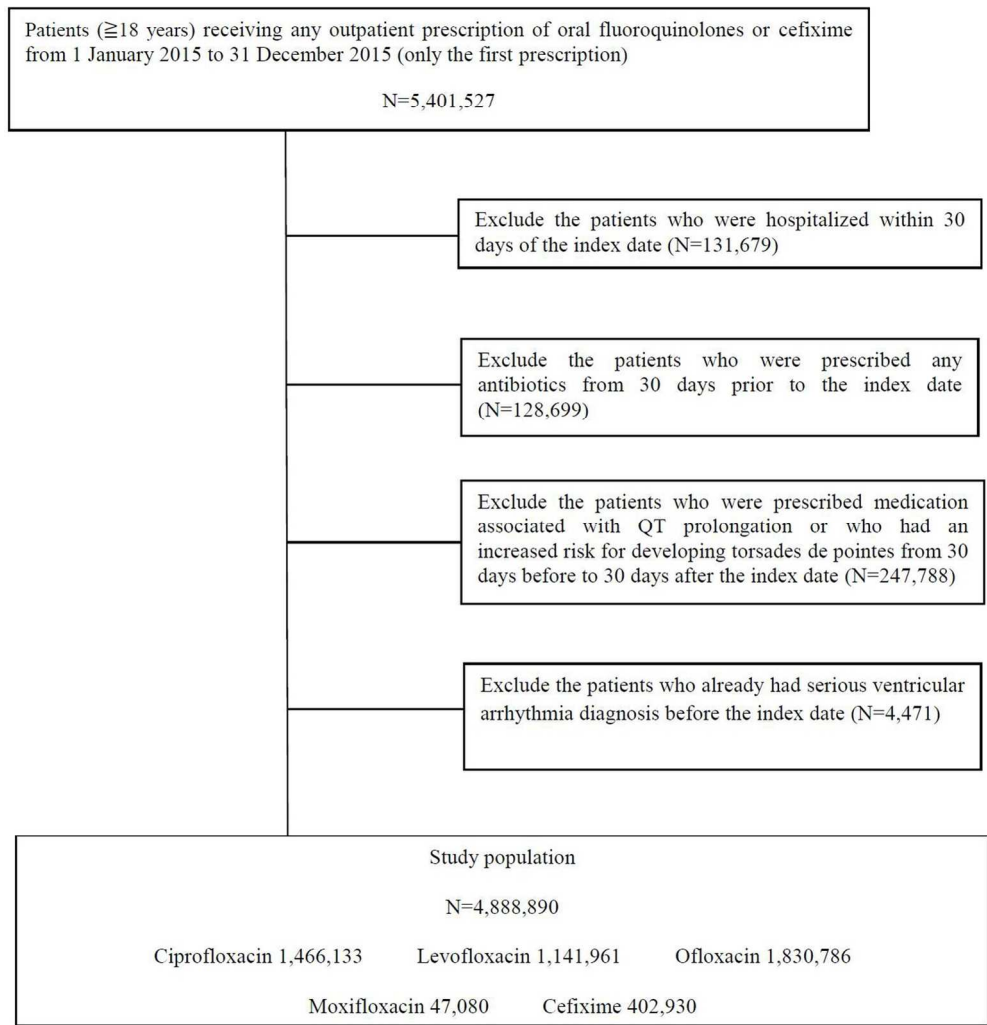 Patients (≧18 years) receiving any outpatient prescription of oral fluoroquinolones or cefixime
from 1 January 2015 to 31 December 2015 (only the first prescription)
N=5,401,527
Exclude the patients who were hospitalized within 30
days of the index date (N=131,679)
Exclude the patients who were prescribed any
antibiotics from 30 days prior to the index date
(N=128,699)
Exclude the patients who were prescribed medication
associated with QT prolongation or who had an
increased risk for developing torsades de pointes from 30
days before to 30 days after the index date (N=247,788)
Exclude the patients who already had serious ventricular
arrhythmia diagnosis before the index date (N=4,471)
Study population
N=4,888,890
Ciprofloxacin 1,466,133 Levofloxacin 1,141,961 Ofloxacin 1,830,786
Moxifloxacin 47,080 Cefixime 402,930